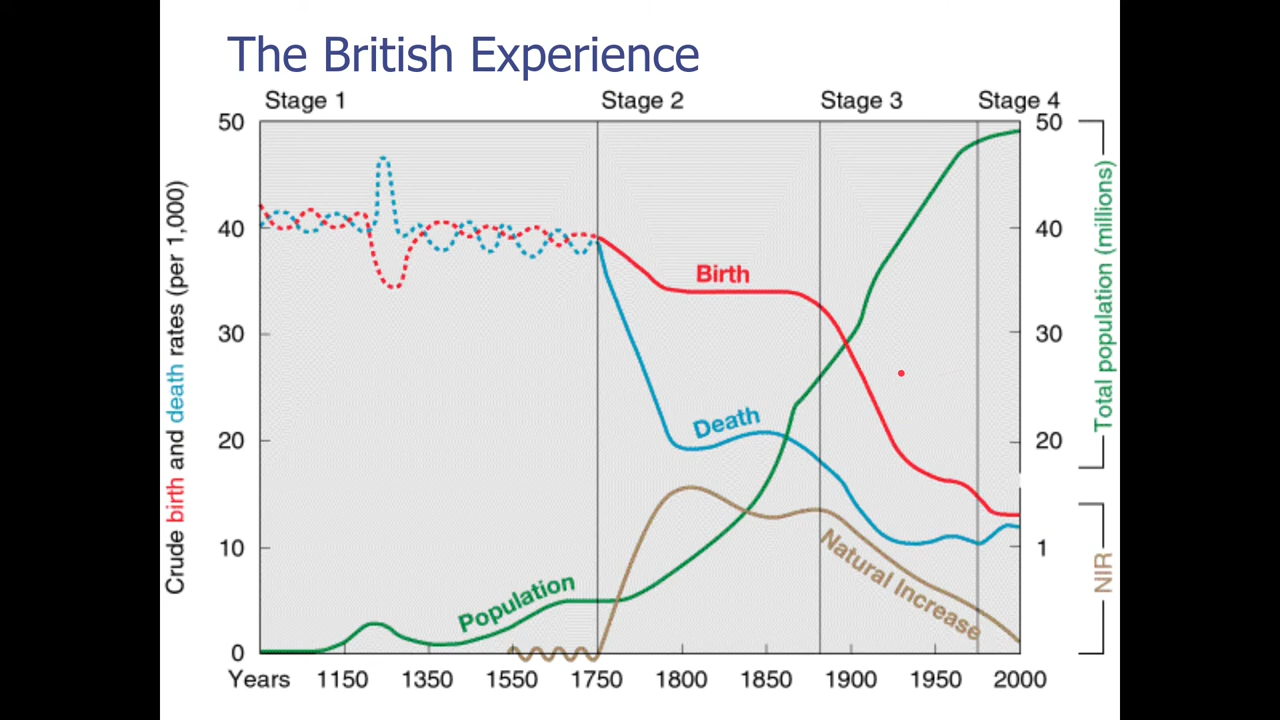 The British Experience
Stage 1 Stage 2 Stage 3 Stage 4
50 50
40 40
30 30
20 20
10 1
0
Crude birth and death rates (per 1,000)
Birth
Death
Population
Natural Increase
Total population (millions)
NIR
Years 1150 1350 1550 1750 1800 1850 1900 1950 2000